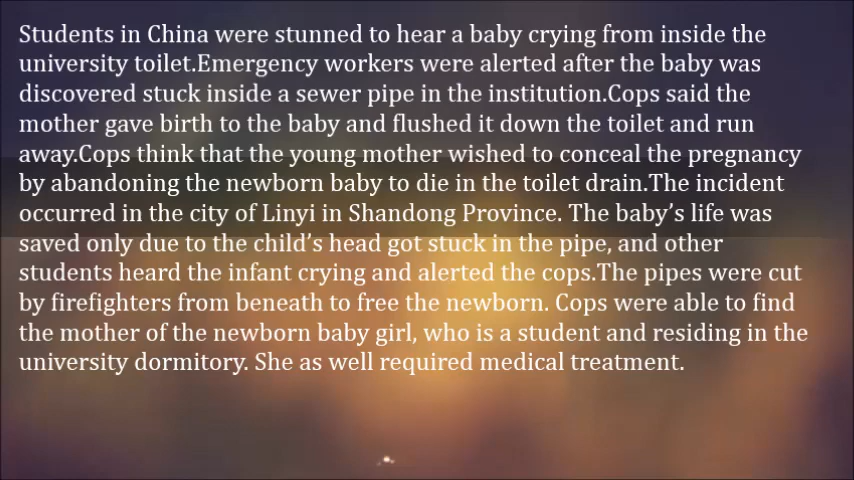 Students in China were stunned to hear a baby crying from inside the
university toilet.Emergency workers were alerted after the baby was
discovered stuck inside a sewer pipe in the institution.Cops said the
mother gave birth to the baby and flushed it down the toilet and run
away.Cops think that the young mother wished to conceal the pregnancy
by abandoning the newborn baby to die in the toilet drain.The incident
occurred in the city of Linyi in Shandong Province. The baby’s life was
saved only due to the child’s head got stuck in the pipe, and other
students heard the infant crying and alerted the cops.The pipes were cut
by firefighters from beneath to free the newborn. Cops were able to find
the mother of the newborn baby girl, who is a student and residing in the
university dormitory. She as well required medical treatment.